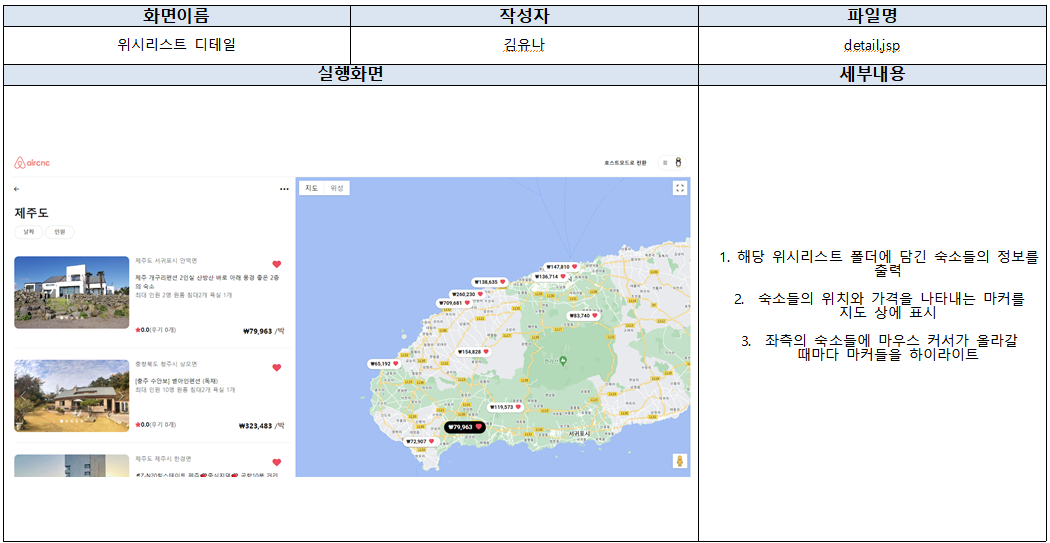 화면이름 작성자 파일명
위시리스트 디테일 김유나 detail.jsp
실행화면 세부내용
aircnc 호스트모드로 전환
제주도
날짜 인원
제주도 서귀포시 안덕면
제주 개구리펜션 2인실 산방산 바로 아래 풍경 좋은 2층
의 숙소
최대 인원 2명 원룸 침대2개 욕실 1개
★0.0(후기 0개) ₩79,963 /박
충청북도 충주시 살미면
[충주 수안보] 별아인펜션 (독채)
최대 인원 10명 원룸 침대2개 욕실 1개
★0.0(후기 0개) ₩323,483 /박
제주도 제주시 한경면
지도 위성
₩147,810
₩136,714
₩138,635
₩260,230
₩709,681
₩83,740
₩154,828
₩65,192
₩119,573
₩79,963
₩72,907
한라산
서귀포시
1. 해당 위시리스트 폴더에 담긴 숙소들의 정보를
출력
2. 숙소들의 위치와 가격을 나타내는 마커를
지도 상에 표시
3. 좌측의 숙소들에 마우스 커서가 올라갈
때마다 마커들을 하이라이트